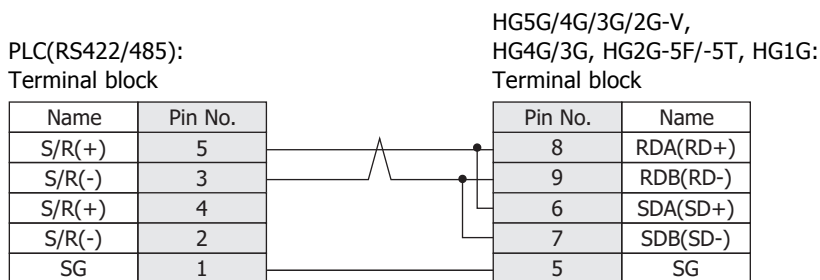 HG5G/4G/3G/2G-V,
PLC(RS422/485): HG4G/3G, HG2G-5F/-5T, HG1G:
Terminal block Terminal block
Name Pin No. Pin No. Name
S/R(+) 5 8 RDA(RD+)
S/R(-) 3 9 RDB(RD-)
S/R(+) 4 6 SDA(SD+)
S/R(-) 2 7 SDB(SD-)
SG 1 5 SG